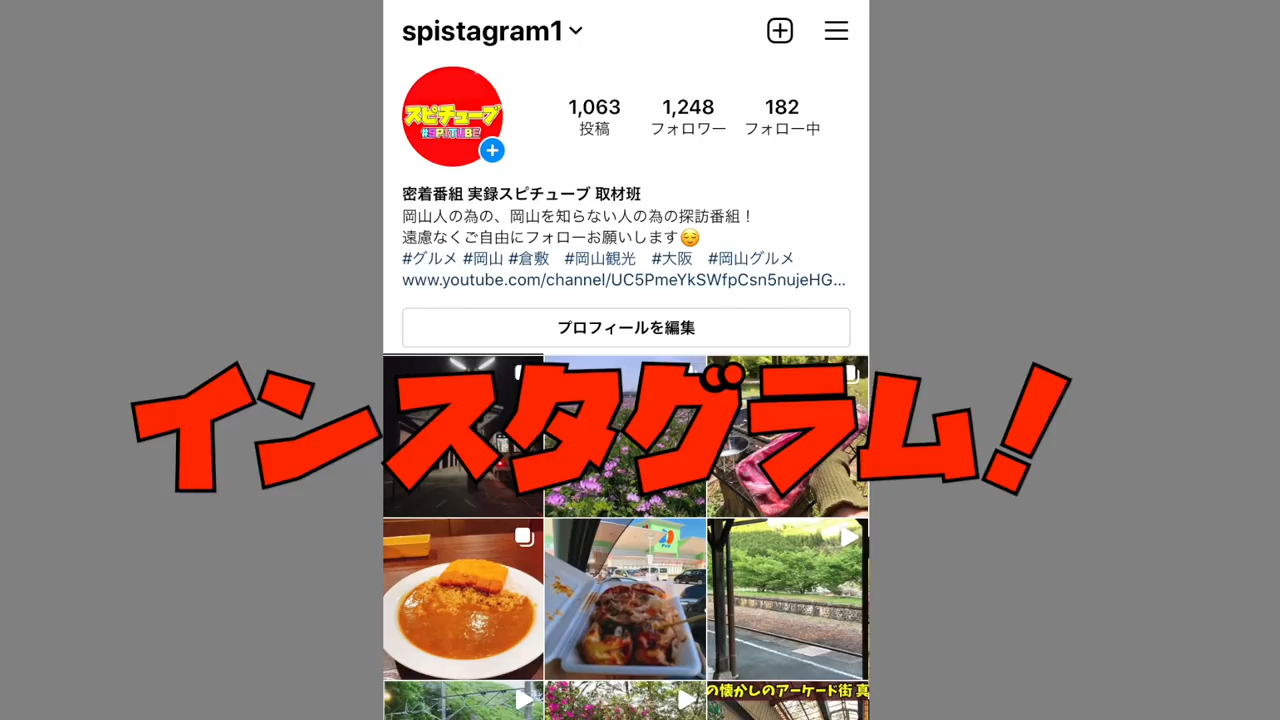 spistagram1
スピチューブ
#SPITUBE
1,063
投稿
1,248
フォロワー
182
フォロー中
密着番組 実録スピチューブ 取材班
岡山人の為の、岡山を知らない人の為の探訪番組！
遠慮なくご自由にフォローお願いします😌
#グルメ #岡山 #倉敷　#岡山観光　#大阪　#岡山グルメ
www.youtube.com/channel/UC5PmeYkSWfpCsn5nujeHG...
プロフィールを編集
インスタグラム！
の懐かしのアーケード街 真